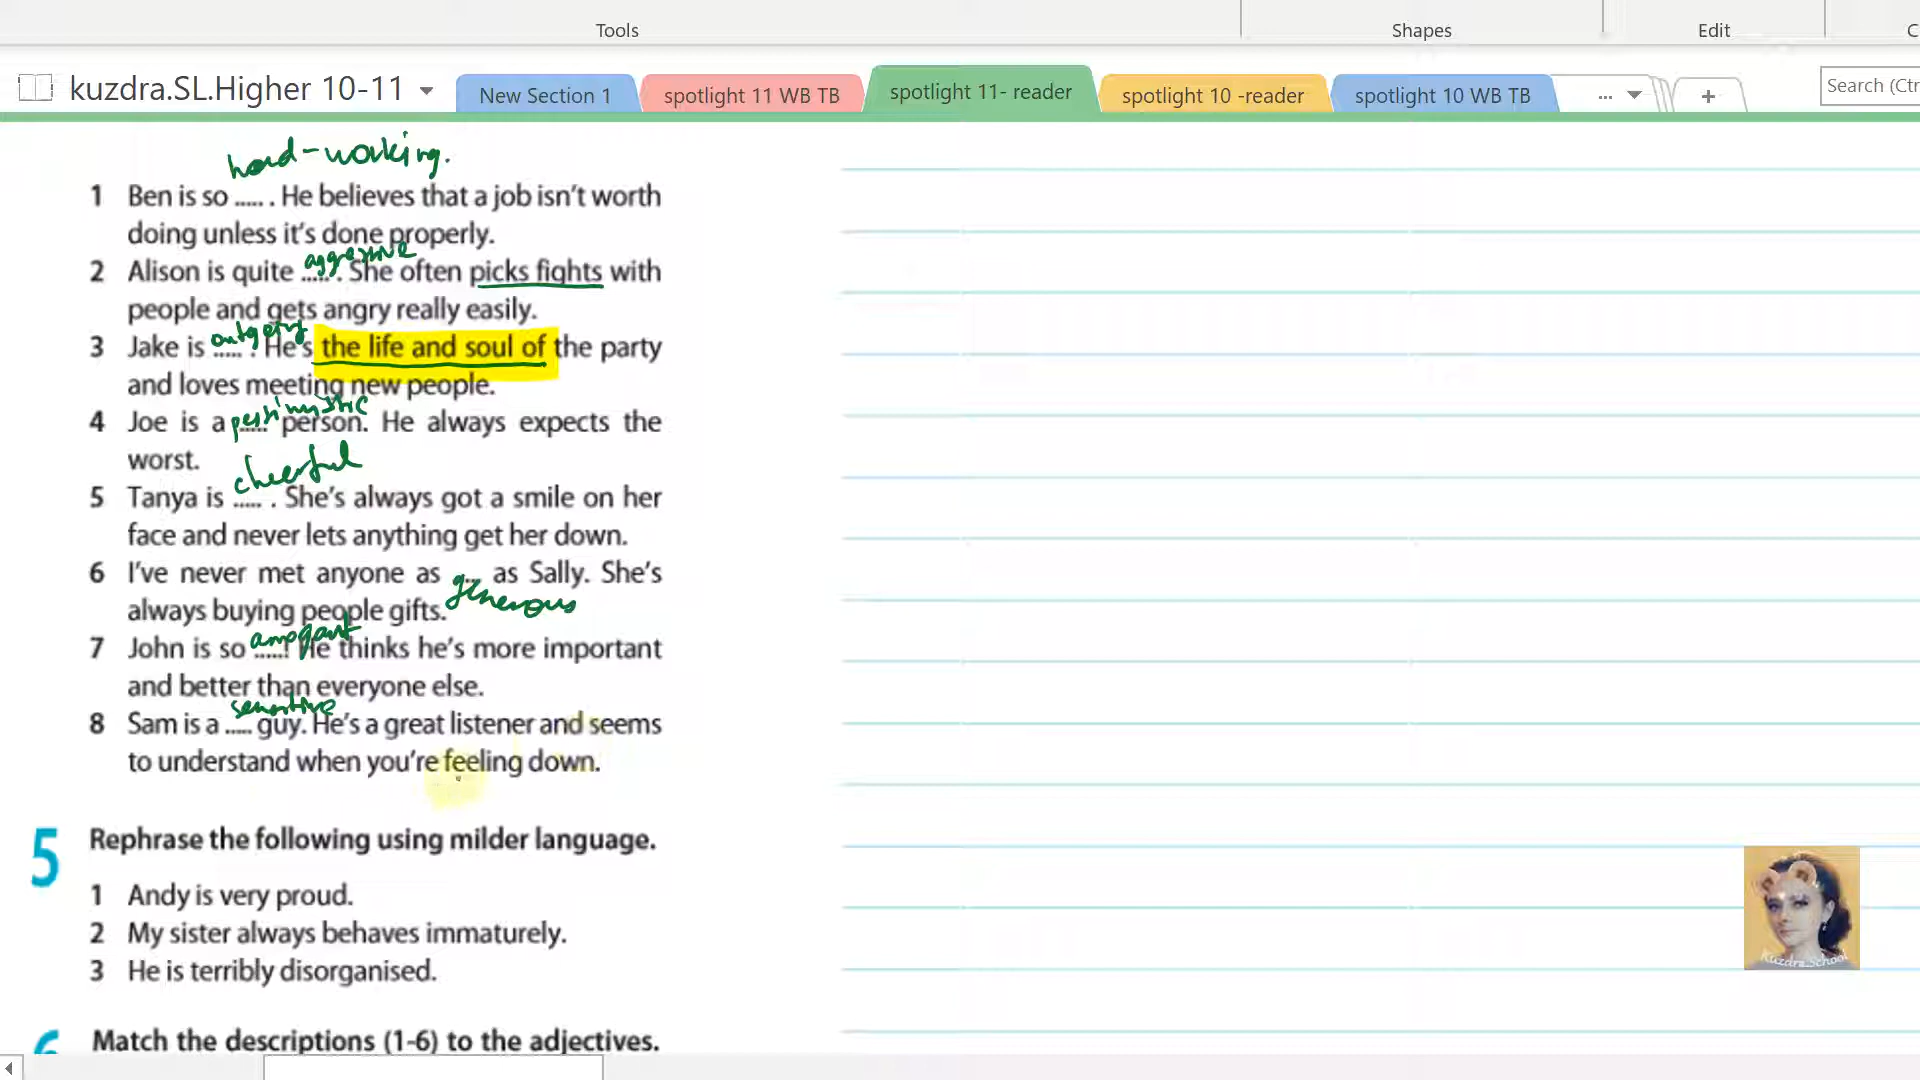 Tools Shapes Edit C
kuzdra.SL.Higher 10-11 New Section 1 spotlight 11 WB TB spotlight 11- reader spotlight 10 -reader spotlight 10 WB TB ... + Search (Ctr
hard-working.
1 Ben is so ..... . He believes that a job isn't worth
doing unless it's done properly.
aggressive
2 Alison is quite ..... . She often picks fights with
people and gets angry really easily.
outgoing
3 Jake is ..... . He's the life and soul of the party
and loves meeting new people.
pessimistic
4 Joe is a ..... person. He always expects the
worst.
cheerful
5 Tanya is ..... . She's always got a smile on her
face and never lets anything get her down.
6 I've never met anyone as ..... as Sally. She's
generous
always buying people gifts.
arrogant
7 John is so .....! He thinks he's more important
and better than everyone else.
sensitive
8 Sam is a ..... guy. He's a great listener and seems
to understand when you're feeling down.
5 Rephrase the following using milder language.
1 Andy is very proud.
2 My sister always behaves immaturely.
3 He is terribly disorganised.
6 Match the descriptions (1-6) to the adjectives.
Kuzdra.School